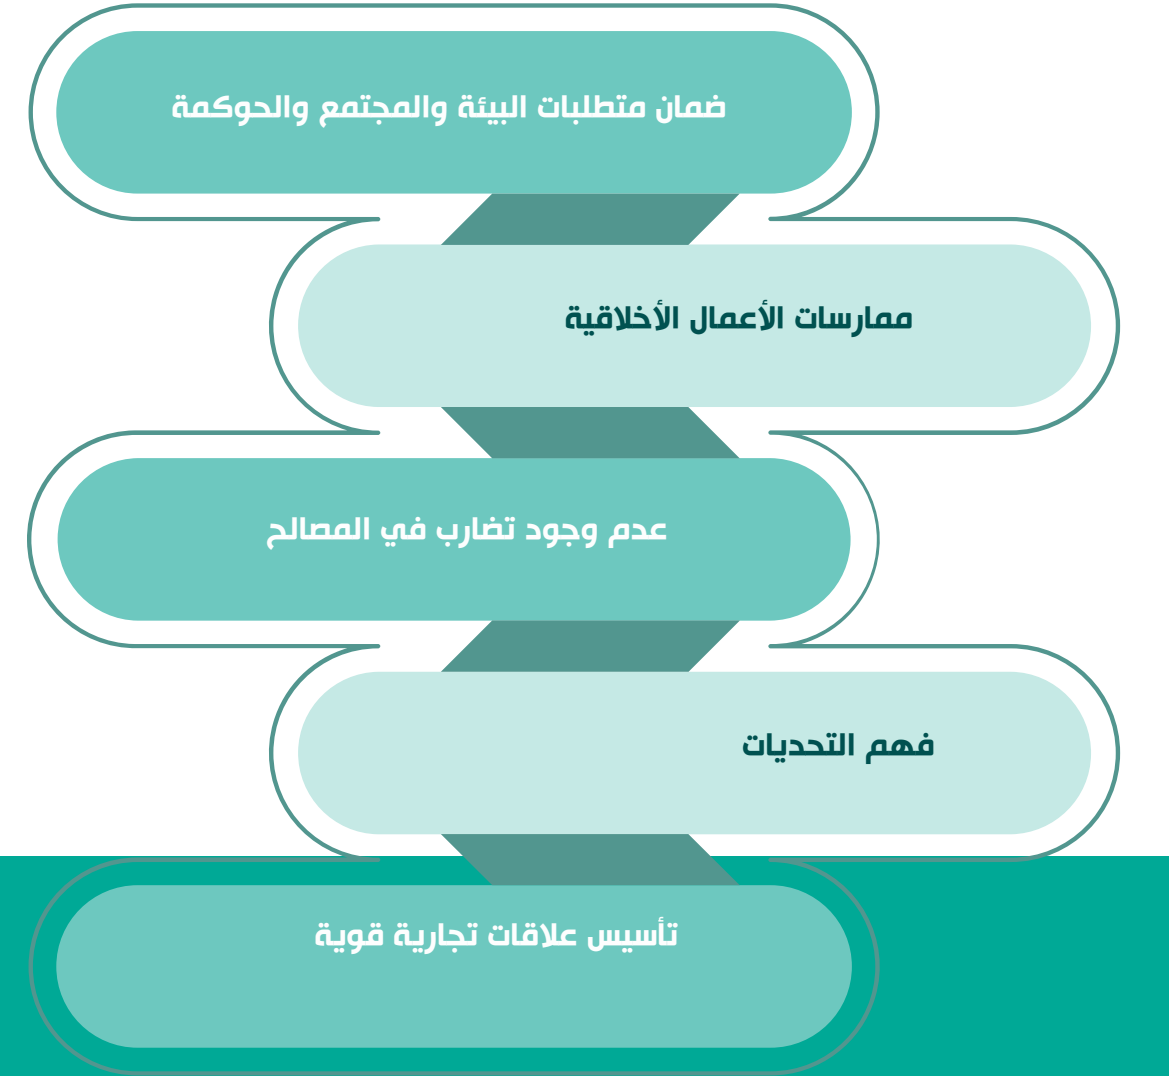 ضمان متطلبات البيئة والمجتمع والحوكمة
ممارسات الأعمال الأخلاقية
عدم وجود تضارب في المصالح
فهم التحديات
تأسيس علاقات تجارية قوية